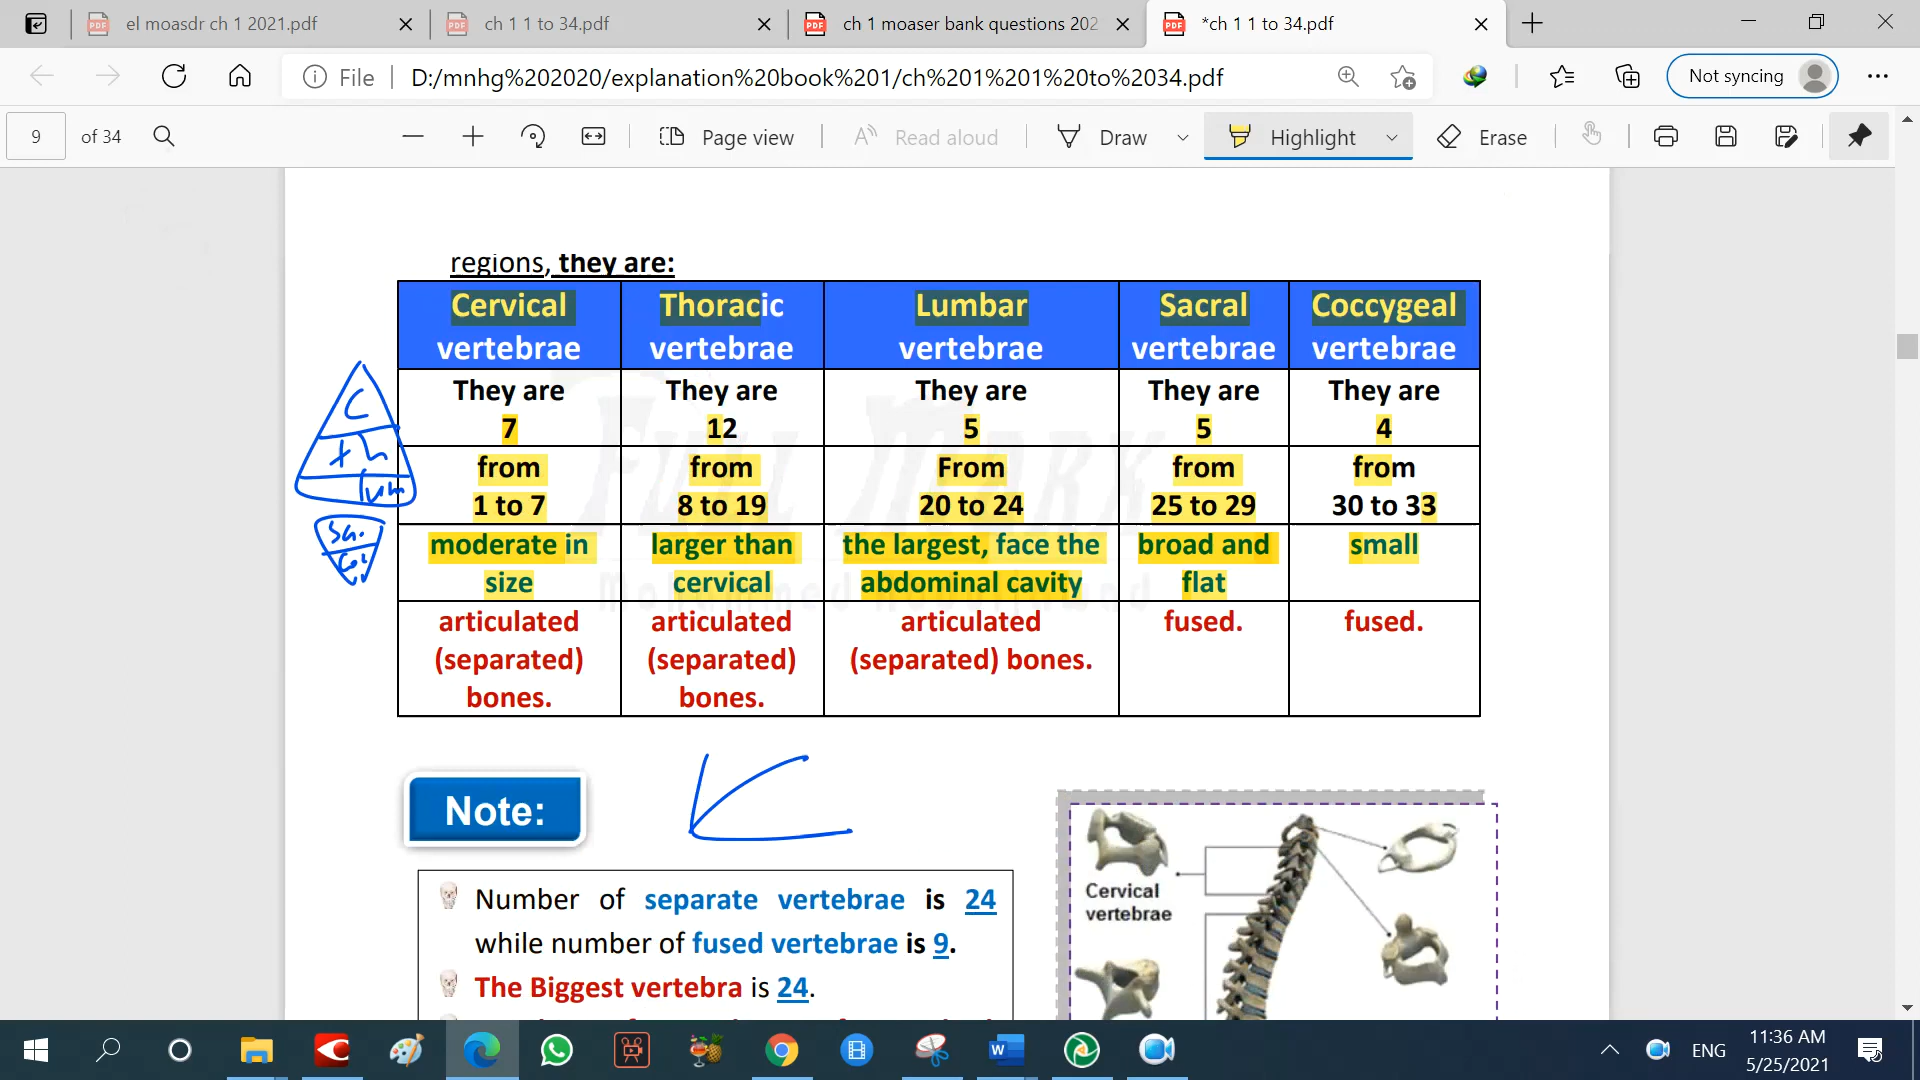 el moasdr ch 1 2021.pdf
ch 1 1 to 34.pdf
ch 1 moaser bank questions 202
*ch 1 1 to 34.pdf
File
D:/mnhg%202020/explanation%20book%201/ch%201%201%20to%2034.pdf
Not syncing
9 of 34
Page view
Read aloud
Draw
Highlight
Erase
regions, they are:
Cervical vertebrae
Thoracic vertebrae
Lumbar vertebrae
Sacral vertebrae
Coccygeal vertebrae
They are 7
They are 12
They are 5
They are 5
They are 4
from 1 to 7
from 8 to 19
From 20 to 24
from 25 to 29
from 30 to 33
moderate in size
larger than cervical
the largest, face the abdominal cavity
broad and flat
small
articulated (separated) bones.
articulated (separated) bones.
articulated (separated) bones.
fused.
fused.
C
th
lum
Sa.
Note:
Number of separate vertebrae is 24
while number of fused vertebrae is 9.
The Biggest vertebra is 24.
Cervical
vertebrae
FULL MARK
ENG
11:36 AM
5/25/2021